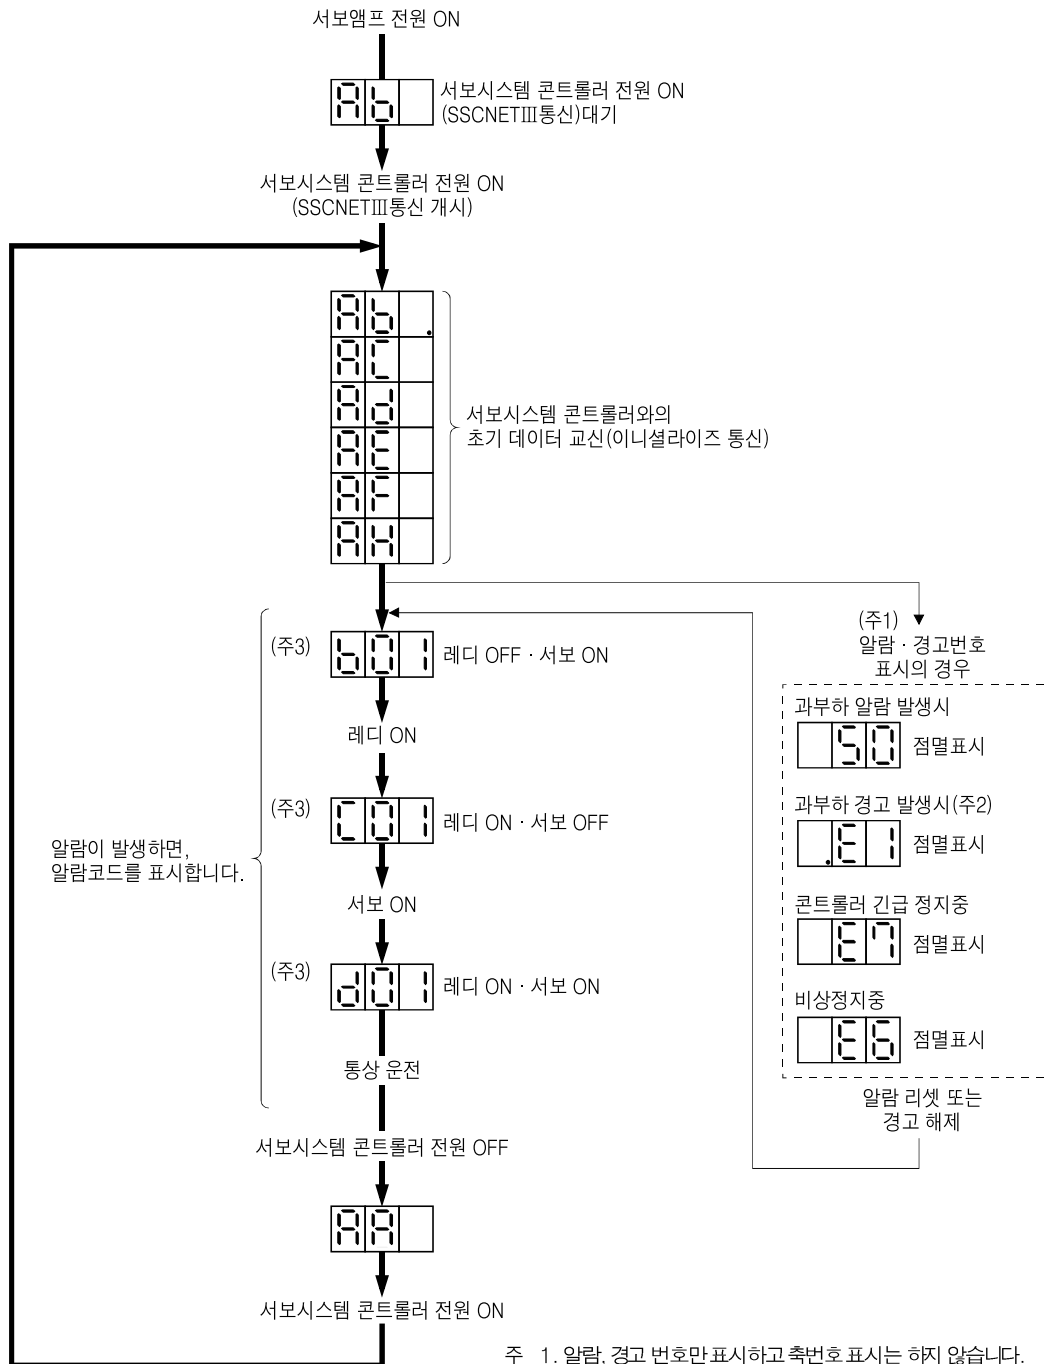 서보앰프 전원 ON
Ab
서보시스템 콘트롤러 전원 ON
(SSCNETⅢ통신)대기
서보시스템 콘트롤러 전원 ON
(SSCNETⅢ통신 개시)
Ab .
AC
Ad
AE
AF
AH
서보시스템 콘트롤러와의
초기 데이터 교신(이니셜라이즈 통신)
(주1)
알람 · 경고번호
표시의 경우
(주3)
b01
레디 OFF · 서보 ON
레디 ON
(주3)
C01
레디 ON · 서보 OFF
서보 ON
(주3)
d01
레디 ON · 서보 ON
통상 운전
알람이 발생하면,
알람코드를 표시합니다.
과부하 알람 발생시
50
점멸표시
과부하 경고 발생시(주2)
.E1
점멸표시
콘트롤러 긴급 정지중
E7
점멸표시
비상정지중
E6
점멸표시
알람 리셋 또는
경고 해제
서보시스템 콘트롤러 전원 OFF
AA
서보시스템 콘트롤러 전원 ON
주 1. 알람, 경고 번호만 표시하고 축번호 표시는 하지 않습니다.